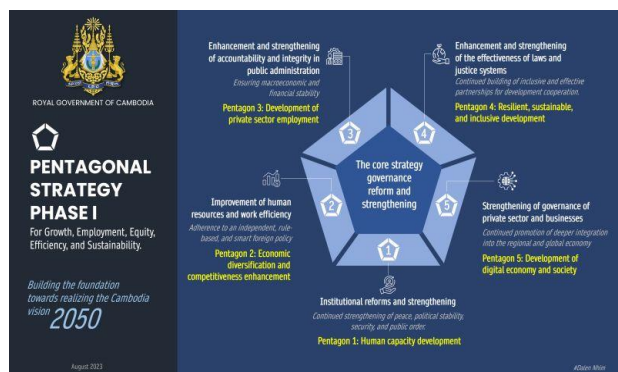 ROYAL GOVERNMENT OF CAMBODIA
PENTAGONAL
STRATEGY
PHASE I
For Growth, Employment, Equity,
Efficiency, and Sustainability.
Building the foundation
towards realizing the Cambodia
vision 2050
August 2023
Enhancement and strengthening
of accountability and integrity in
public administration
Ensuring macroeconomic and
financial stability
Pentagon 3: Development of
private sector employment
Enhancement and strengthening
of the effectiveness of laws and
justice systems
Continued building of inclusive and effective
partnerships for development cooperation.
Pentagon 4: Resilient, sustainable,
and inclusive development
3
4
The core strategy
governance
reform and
strengthening
2
5
1
Improvement of human
resources and work efficiency
Adherence to an independent, rule-
based, and smart foreign policy
Pentagon 2: Economic
diversification and
competitiveness enhancement
Strengthening of governance of
private sector and businesses
Continued promotion of deeper integration
into the regional and global economy
Pentagon 5: Development of
digital economy and society
Institutional reforms and strengthening
Continued strengthening of peace, political stability,
security, and public order.
Pentagon 1: Human capacity development